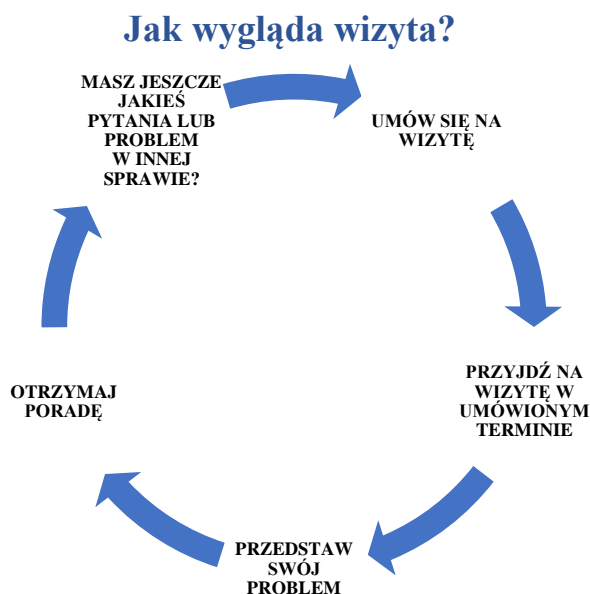 Jak wygląda wizyta?
MASZ JESZCZE
JAKIEŚ
PYTANIA LUB
PROBLEM
W INNEJ
SPRAWIE?
UMÓW SIĘ NA
WIZYTĘ
PRZYJDŹ NA
WIZYTĘ W
UMÓWIONYM
TERMINIE
PRZEDSTAW
SWÓJ
PROBLEM
OTRZYMAJ
PORADĘ